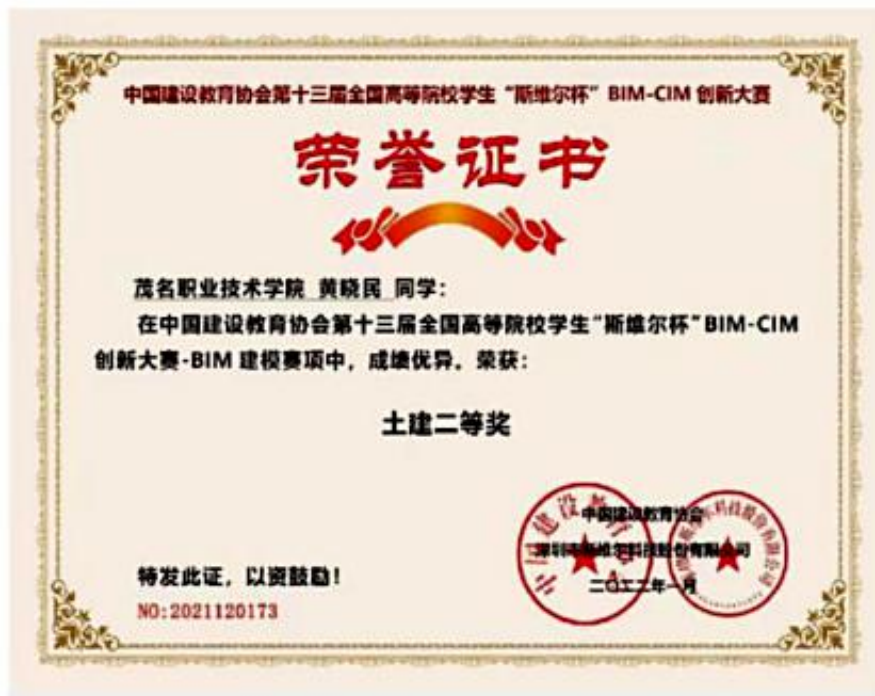 中国建设教育协会第十三届全国高等院校学生“斯维尔杯”BIM-CIM 创新大赛
荣誉证书
茂名职业技术学院 黄晓民 同学：
在中国建设教育协会第十三届全国高等院校学生“斯维尔杯”BIM-CIM
创新大赛-BIM 建模赛项中，成绩优异。荣获：
土建二等奖
中国建设教育协会
深圳市斯维尔科技股份有限公司
二〇二二年一月
特发此证，以资鼓励！
NO:2021120173